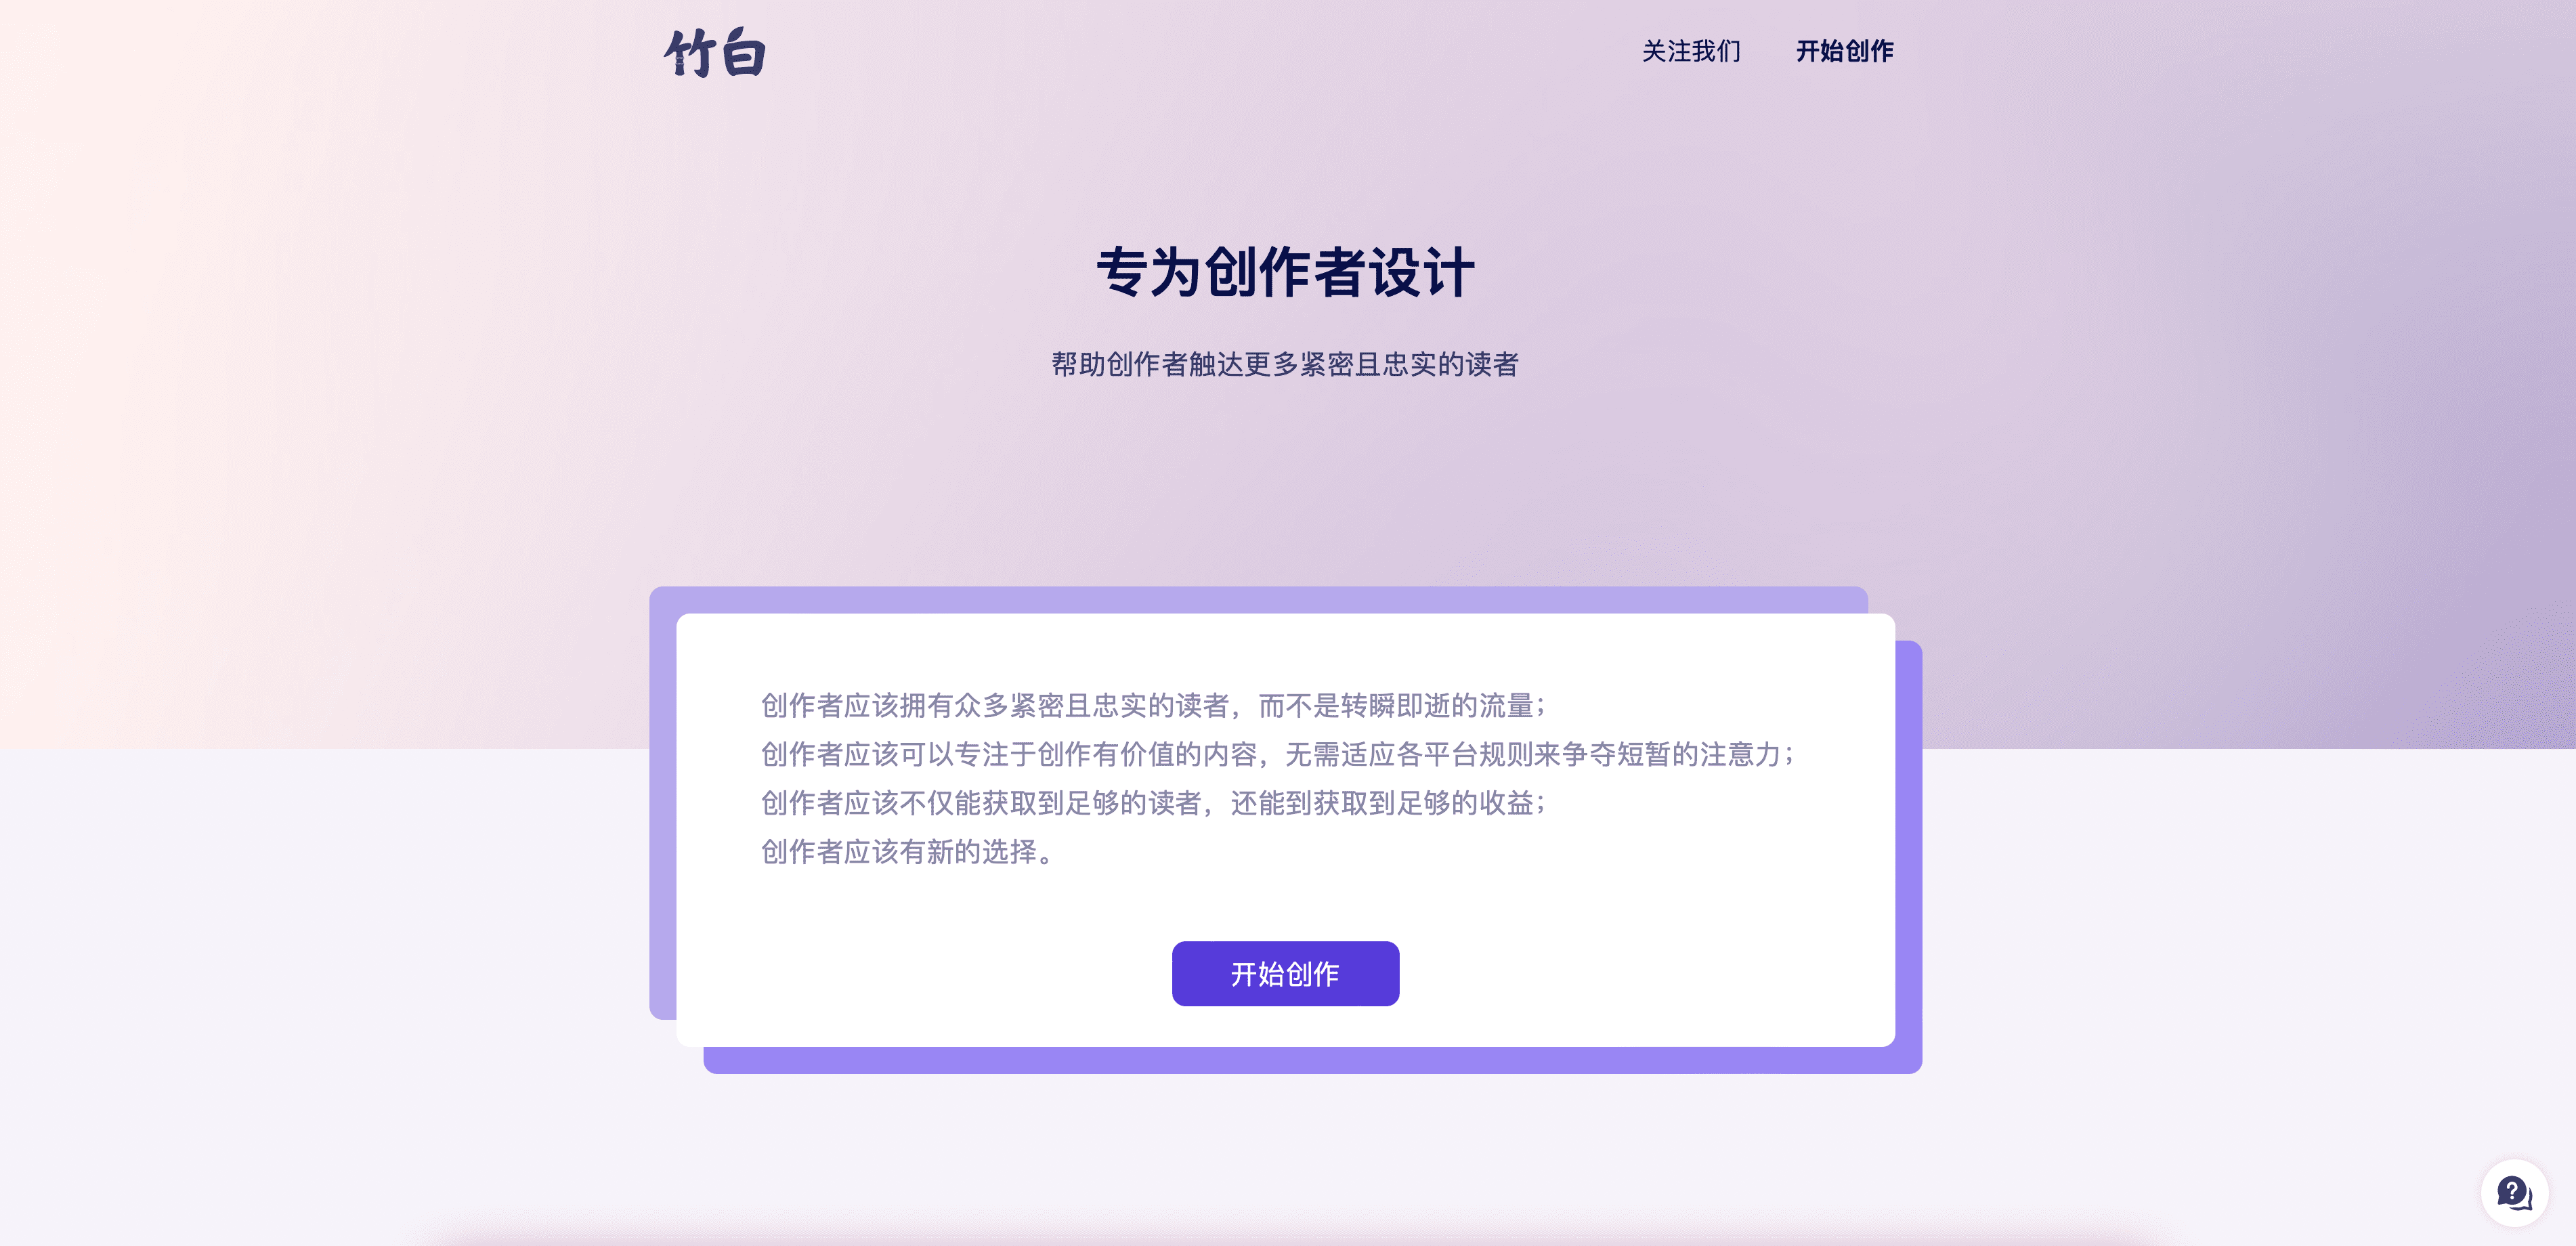 竹白
关注我们
开始创作
专为创作者设计
帮助创作者触达更多紧密且忠实的读者
创作者应该拥有众多紧密且忠实的读者，而不是转瞬即逝的流量；
创作者应该可以专注于创作有价值的内容，无需适应各平台规则来争夺短暂的注意力；
创作者应该不仅能获取到足够的读者，还能到获取到足够的收益；
创作者应该有新的选择。
开始创作